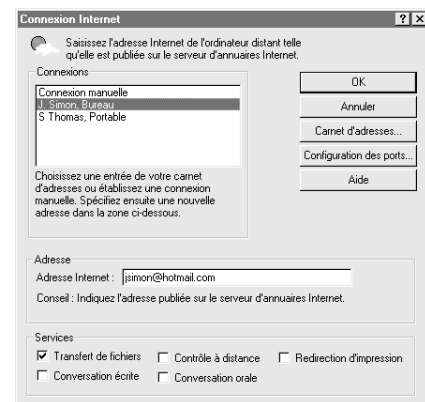 Connexion Internet
Saisissez l'adresse Internet de l'ordinateur distant telle
qu'elle est publiée sur le serveur d'annuaires Internet.
Connexions
Connexion manuelle
J. Simon, Bureau
S Thomas, Portable
Choisissez une entrée de votre carnet
d'adresses ou établissez une connexion
manuelle. Spécifiez ensuite une nouvelle
adresse dans la zone ci-dessous.
OK
Annuler
Carnet d'adresses...
Configuration des ports...
Aide
Adresse
Adresse Internet : jsimon@hotmail.com
Conseil : Indiquez l'adresse publiée sur le serveur d'annuaires Internet.
Services
Transfert de fichiers Contrôle à distance Redirection d'impression
Conversation écrite Conversation orale